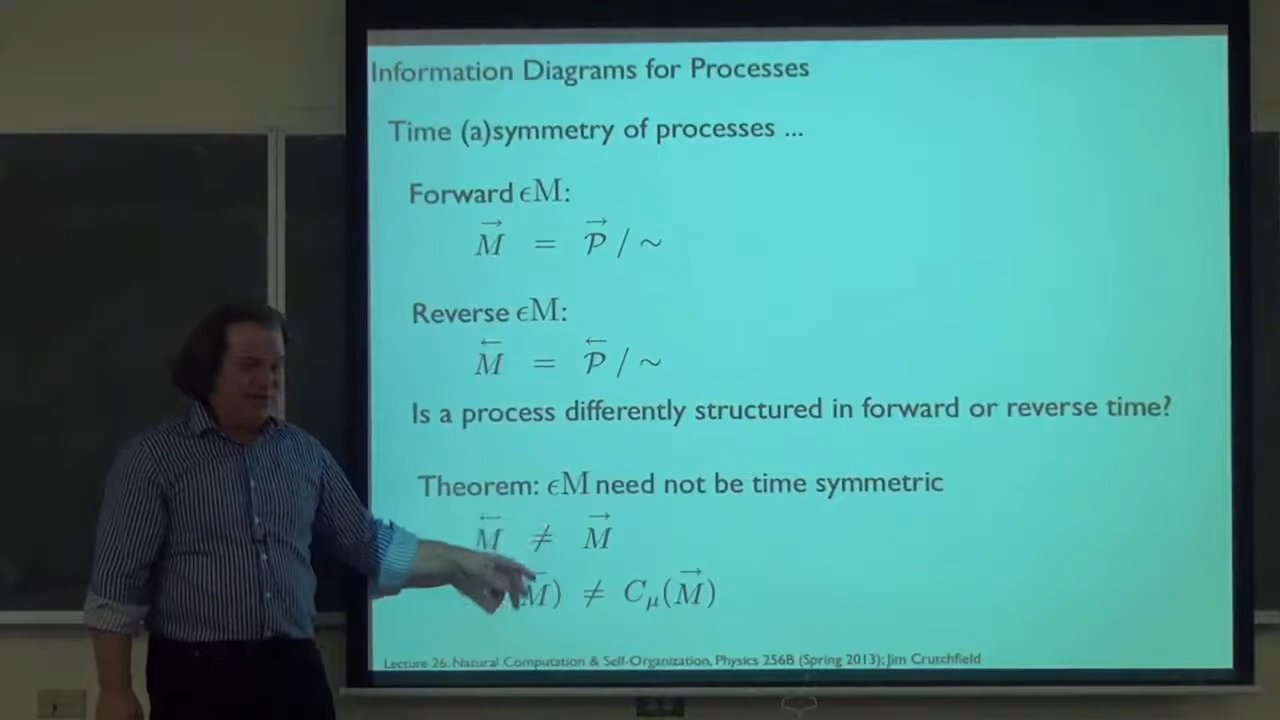 Information Diagrams for Processes
Time (a)symmetry of processes ...
Forward ϵM:
→M = →P / ∼
Reverse ϵM:
←M = ←P / ∼
Is a process differently structured in forward or reverse time?
Theorem: ϵM need not be time symmetric
←M ≠ →M
M) ≠ Cμ(→M)
Lecture 26: Natural Computation & Self-Organization, Physics 256B (Spring 2013); Jim Crutchfield